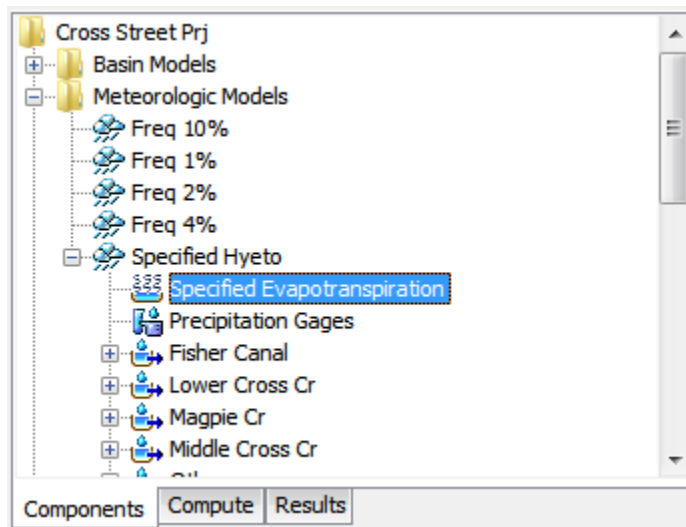 Cross Street Prj
Basin Models
Meteorologic Models
Freq 10%
Freq 1%
Freq 2%
Freq 4%
Specified Hyeto
Specified Evapotranspiration
Precipitation Gages
Fisher Canal
Lower Cross Cr
Magpie Cr
Middle Cross Cr
Components Compute Results